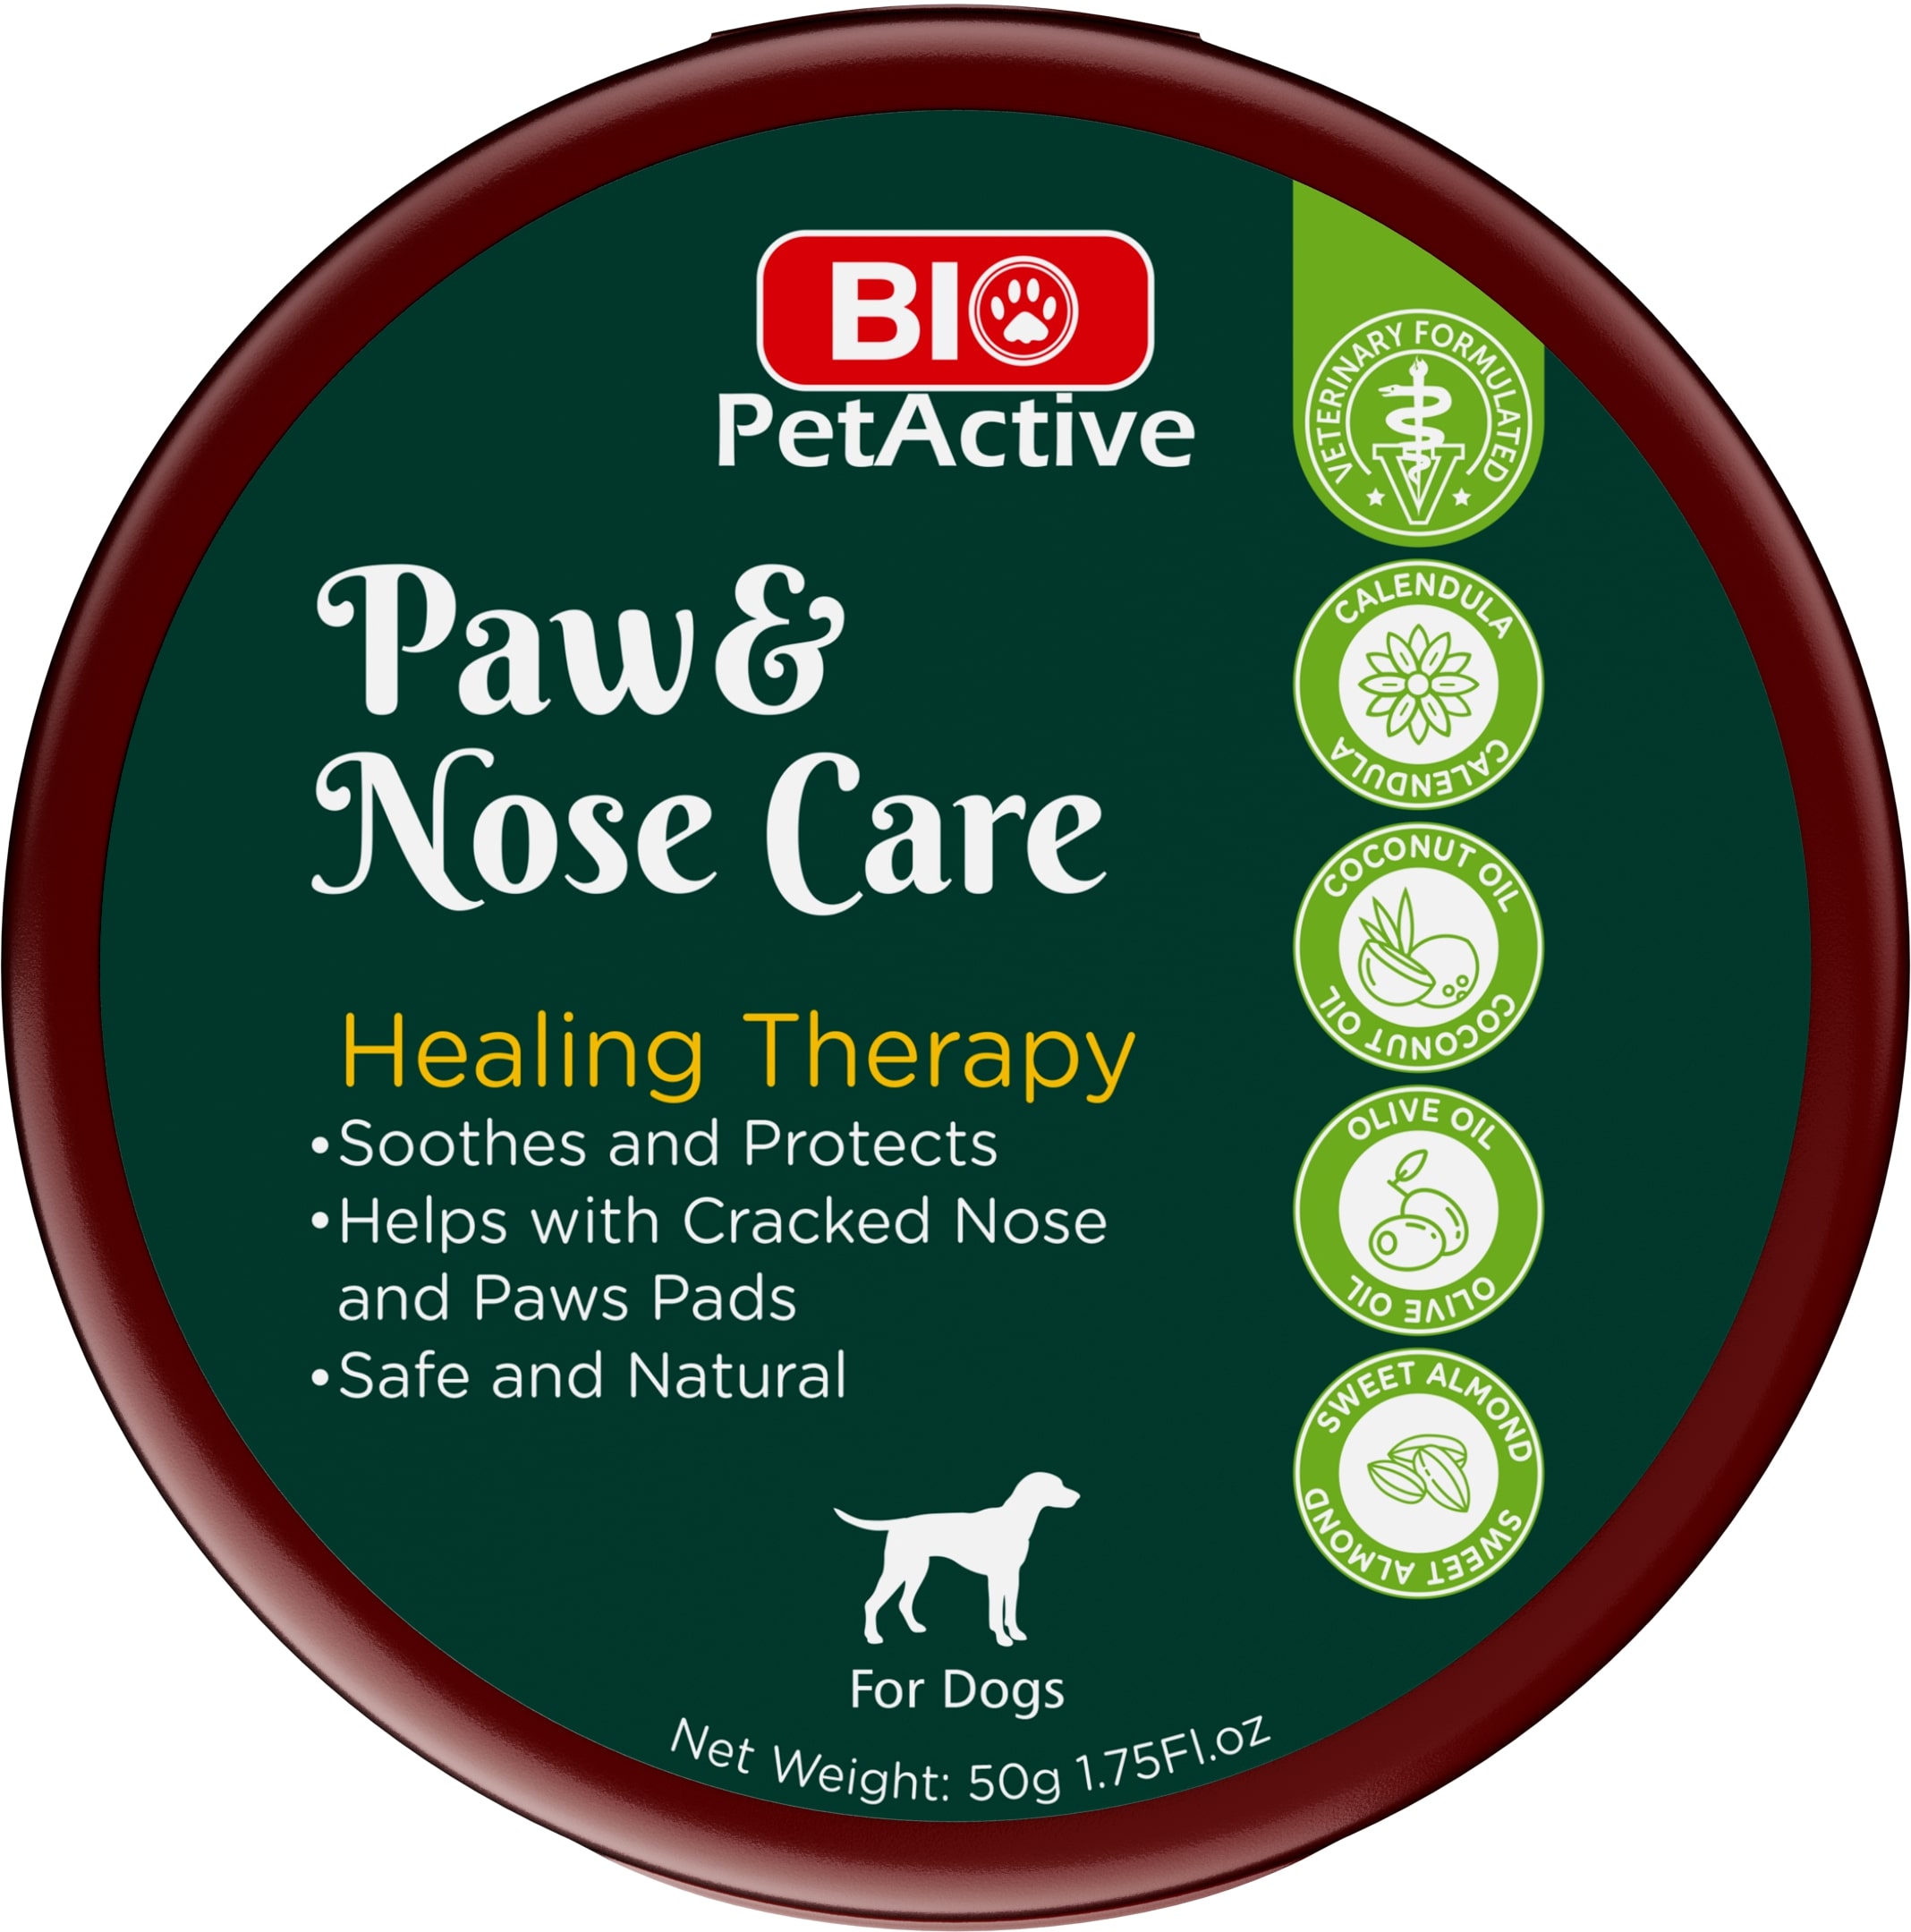 BIO
PetActive
VETERINARY FORMULATED
V
Paw&
Nose Care
Healing Therapy
•Soothes and Protects
•Helps with Cracked Nose
and Paws Pads
•Safe and Natural
CALENDULA
CALENDULA
COCONUT OIL
COCONUT OIL
OLIVE OIL
OLIVE OIL
SWEET ALMOND
SWEET ALMOND
For Dogs
Net Weight: 50g 1.75Fl.oz